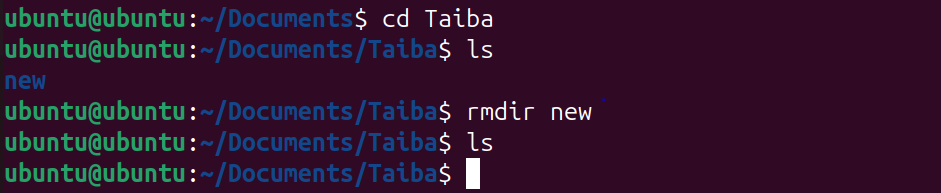 ubuntu@ubuntu:~/Documents$ cd Taiba
ubuntu@ubuntu:~/Documents/Taiba$ ls
new
ubuntu@ubuntu:~/Documents/Taiba$ rmdir new
ubuntu@ubuntu:~/Documents/Taiba$ ls
ubuntu@ubuntu:~/Documents/Taiba$